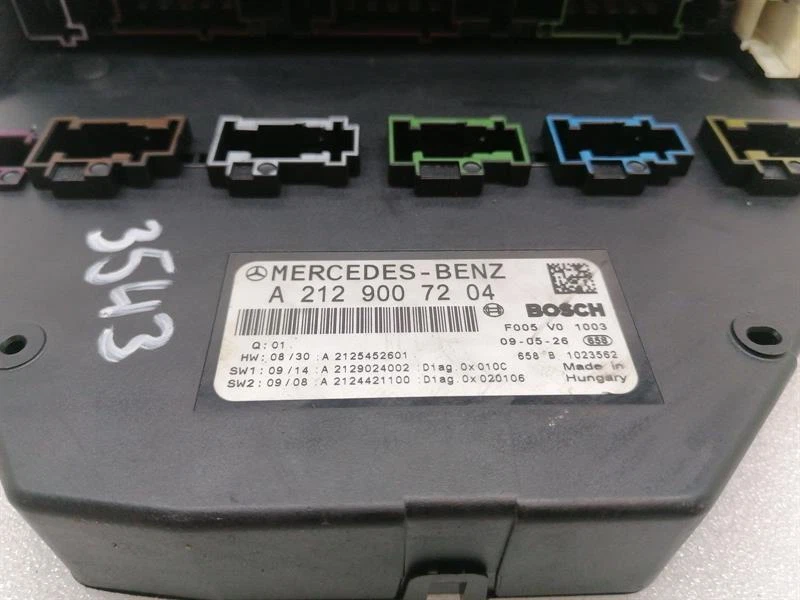 3543
MERCEDES-BENZ
A 212 900 72 04
BOSCH
F005 V0 1003
Q:01.
09-05-26 658
HW: 08/30 :A 2125452601
658 B 1023562
SW1: 09/14 :A 2129024002 :Diag.0x010C
Made in
SW2: 09/08 :A 2124421100 :Diag.0x020106
Hungary